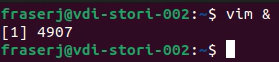 fraserj@vdi-stori-002:~$ vim &
[1] 4907
fraserj@vdi-stori-002:~$